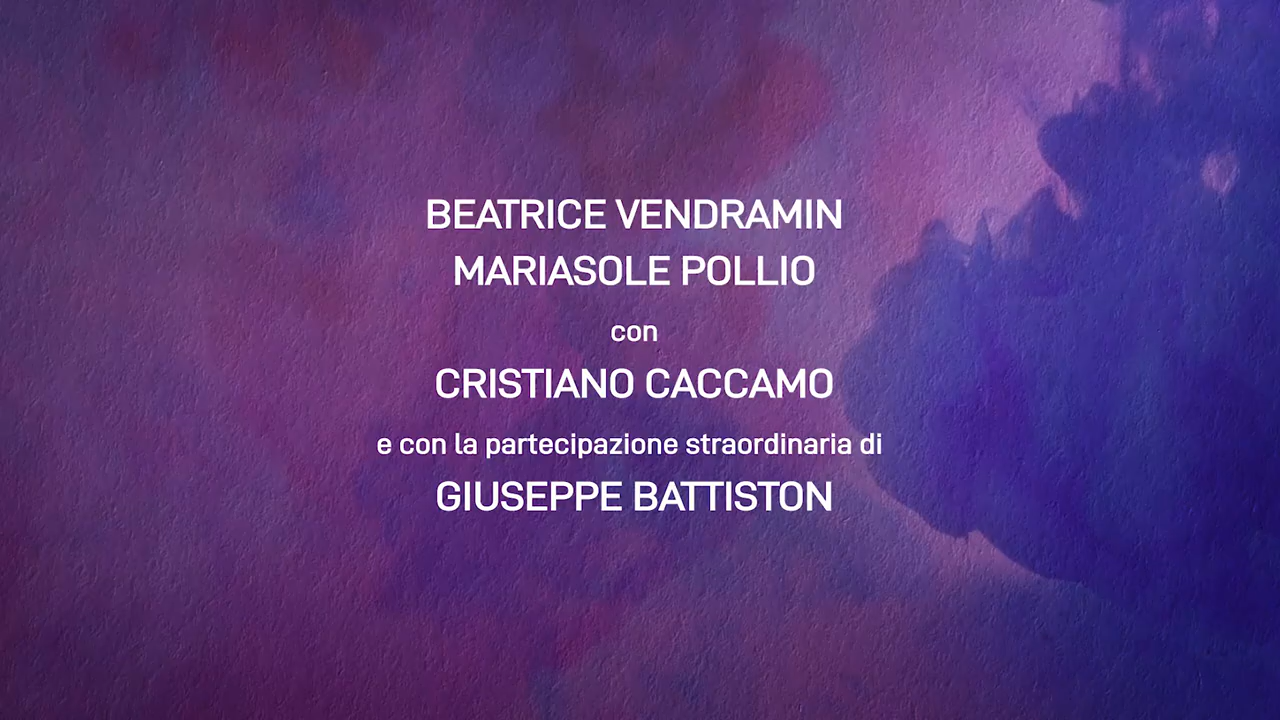 BEATRICE VENDRAMIN
MARIASOLE POLLIO
con
CRISTIANO CACCAMO
e con la partecipazione straordinaria di
GIUSEPPE BATTISTON